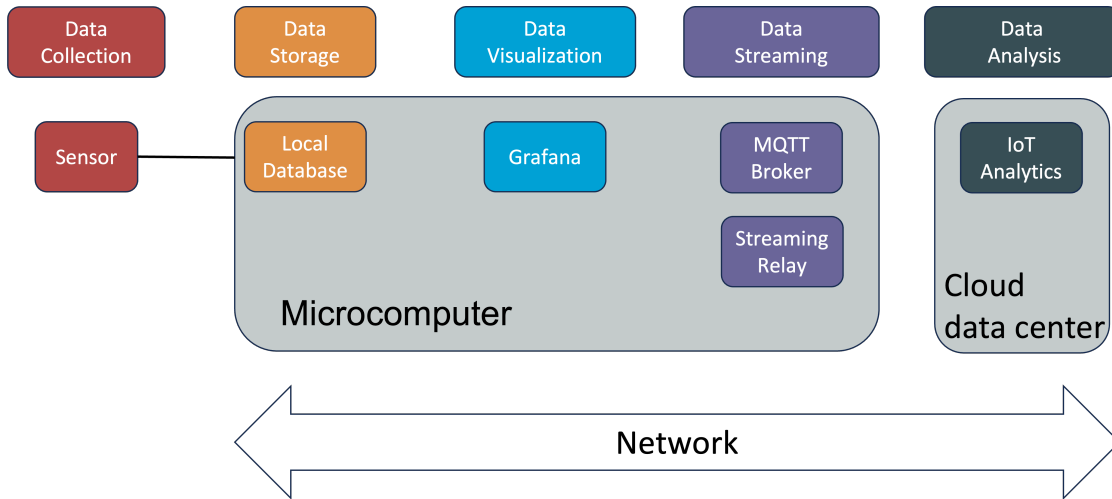 Data
Collection
Data
Storage
Data
Visualization
Data
Streaming
Data
Analysis
Sensor
Local
Database
Grafana
MQTT
Broker
IoT
Analytics
Streaming
Relay
Microcomputer
Cloud
data center
Network